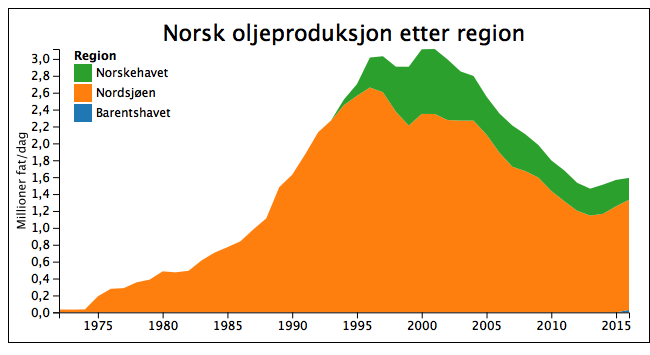 Norsk oljeproduksjon etter region
Region
Norskehavet
Nordsjøen
Barentshavet
Millioner fat/dag
3,0
2,8
2,6
2,4
2,2
2,0
1,8
1,6
1,4
1,2
1,0
0,8
0,6
0,4
0,2
0,0
1975 1980 1985 1990 1995 2000 2005 2010 2015